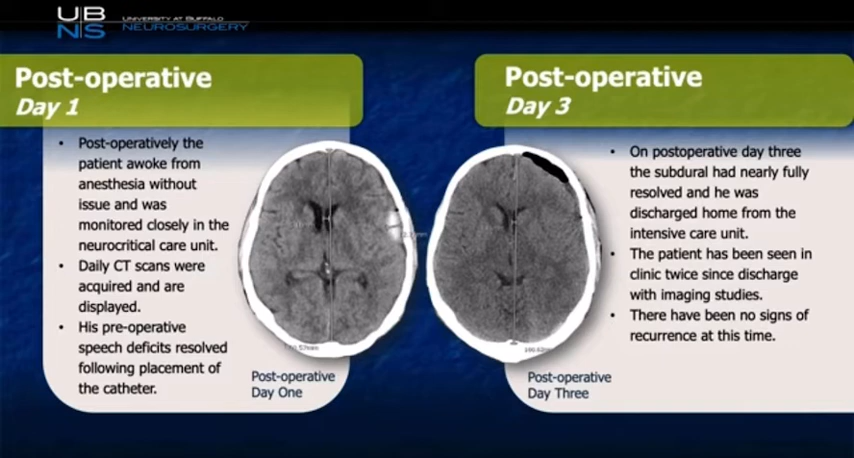 UB
NS
UNIVERSITY AT BUFFALO
NEUROSURGERY
Post-operative
Day 1
• Post-operatively the
patient awoke from
anesthesia without
issue and was
monitored closely in the
neurocritical care unit.
• Daily CT scans were
acquired and are
displayed.
• His pre-operative
speech deficits resolved
following placement of
the catheter.
Post-operative
Day One
Post-operative
Day 3
• On postoperative day three
the subdural had nearly fully
resolved and he was
discharged home from the
intensive care unit.
• The patient has been seen in
clinic twice since discharge
with imaging studies.
• There have been no signs of
recurrence at this time.
Post-operative
Day Three